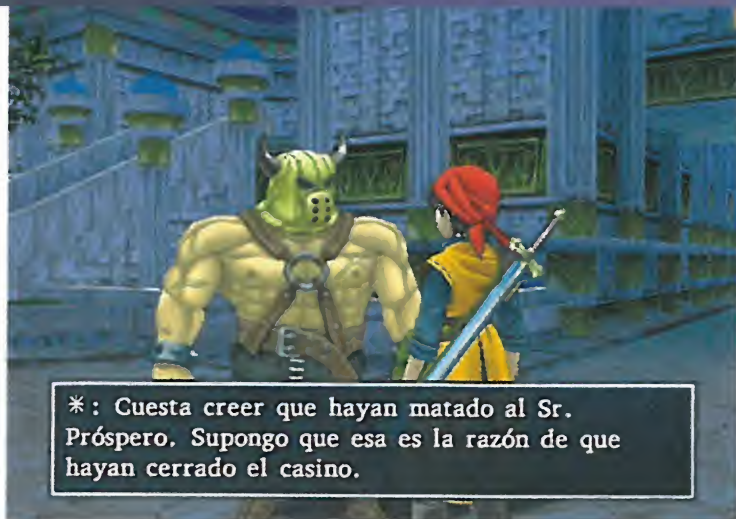 *: Cuesta creer que hayan matado al Sr.
Próspero. Supongo que esa es la razón de que
hayan cerrado el casino.